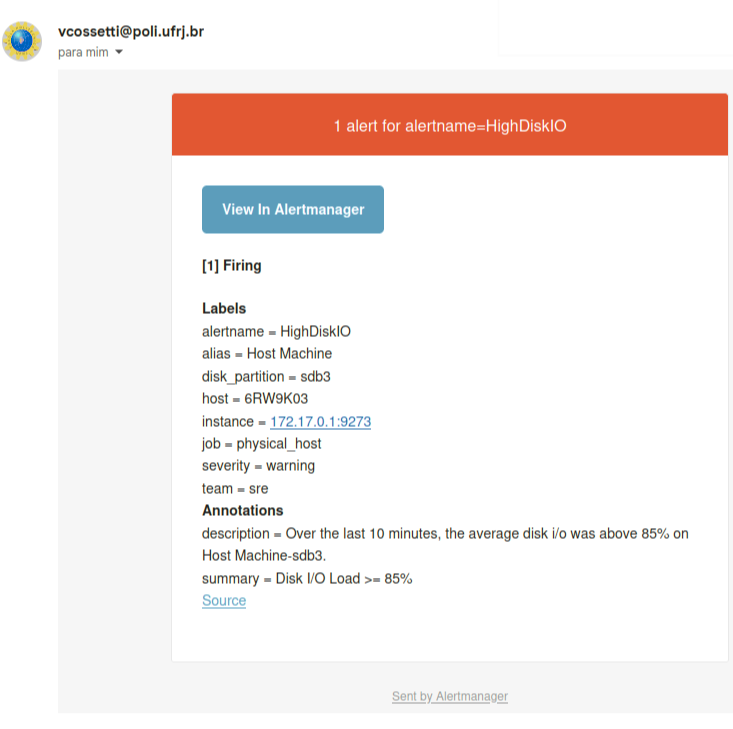 vcossetti@poli.ufrj.br
para mim
1 alert for alertname=HighDiskIO
View In Alertmanager
[1] Firing
Labels
alertname = HighDiskIO
alias = Host Machine
disk_partition = sdb3
host = 6RW9K03
instance = 172.17.0.1:9273
job = physical_host
severity = warning
team = sre
Annotations
description = Over the last 10 minutes, the average disk i/o was above 85% on
Host Machine-sdb3.
summary = Disk I/O Load >= 85%
Source
Sent by Alertmanager